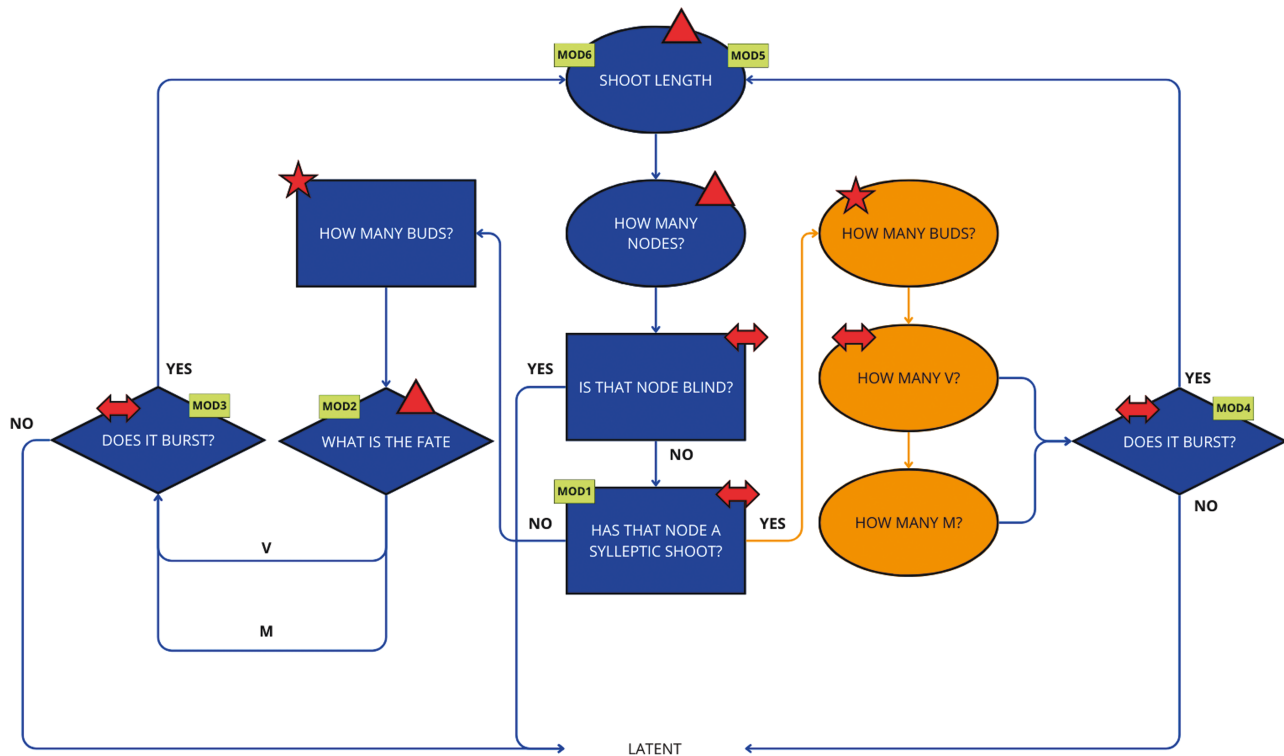 MOD6
MOD5
SHOOT LENGTH
HOW MANY BUDS?
HOW MANY
NODES?
HOW MANY BUDS?
YES
YES
IS THAT NODE BLIND?
HOW MANY V?
YES
NO
MOD3
DOES IT BURST?
MOD2
WHAT IS THE FATE
MOD4
DOES IT BURST?
NO
MOD1
NO
HAS THAT NODE A
SYLLEPTIC SHOOT?
YES
HOW MANY M?
NO
V
M
LATENT